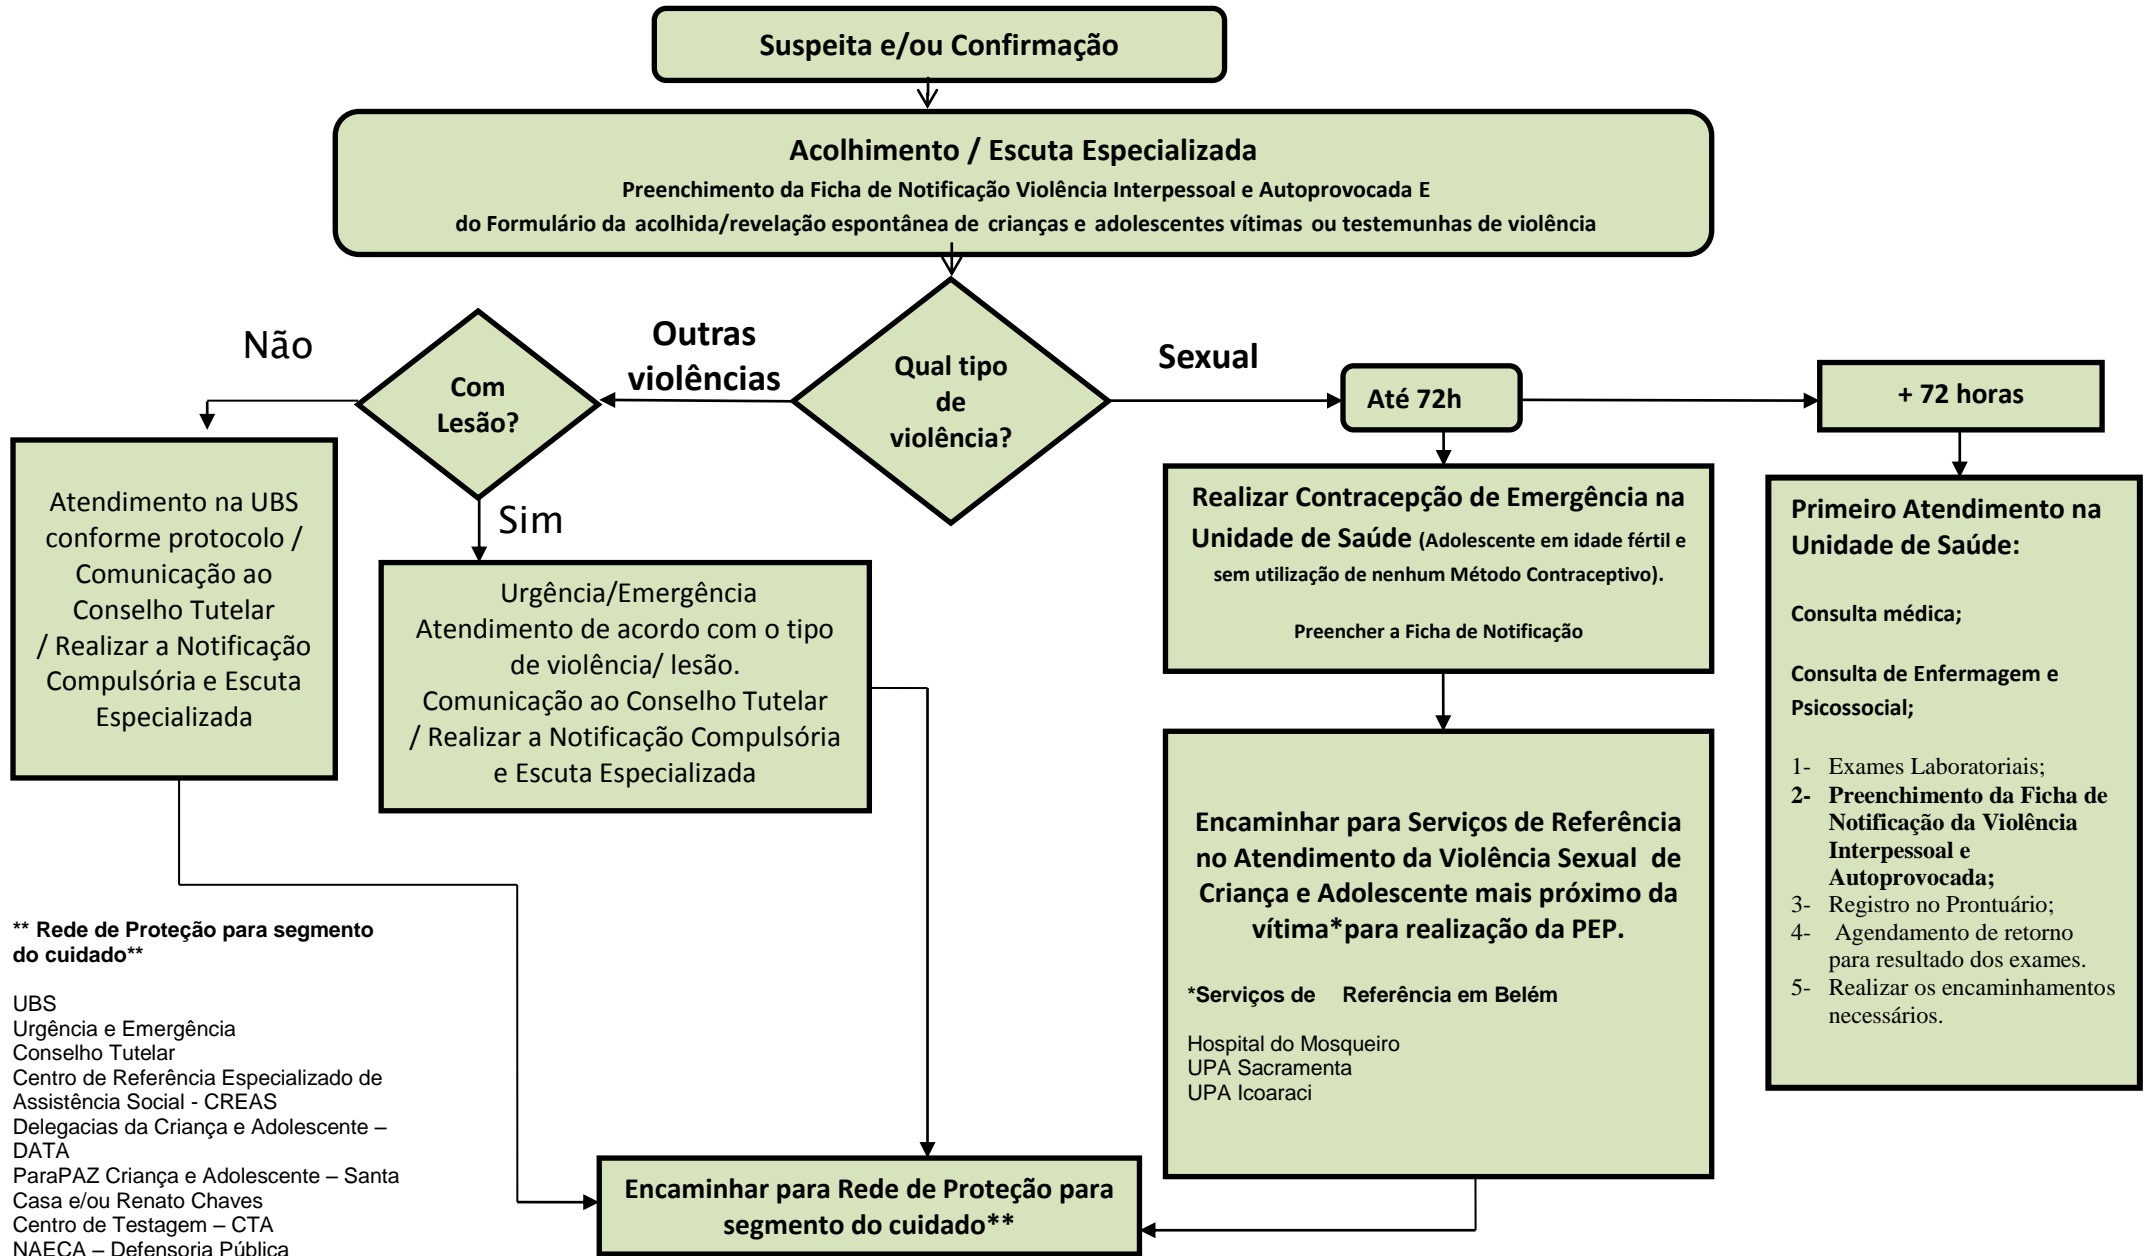 Suspeita e/ou Confirmação
Acolhimento / Escuta Especializada
Preenchimento da Ficha de Notificação Violência Interpessoal e Autoprovocada E
do Formulário da acolhida/revelação espontânea de crianças e adolescentes vítimas ou testemunhas de violência
Não
Com
Lesão?
Outras
violências
Qual tipo
de
violência?
Sexual
Até 72h
+ 72 horas
Sim
Atendimento na UBS
conforme protocolo /
Comunicação ao
Conselho Tutelar
/ Realizar a Notificação
Compulsória e Escuta
Especializada
Urgência/Emergência
Atendimento de acordo com o tipo
de violência/ lesão.
Comunicação ao Conselho Tutelar
/ Realizar a Notificação Compulsória
e Escuta Especializada
Realizar Contracepção de Emergência na
Unidade de Saúde (Adolescente em idade fértil e
sem utilização de nenhum Método Contraceptivo).
Preencher a Ficha de Notificação
Encaminhar para Serviços de Referência
no Atendimento da Violência Sexual de
Criança e Adolescente mais próximo da
vítima*para realização da PEP.
*Serviços de Referência em Belém
Hospital do Mosqueiro
UPA Sacramenta
UPA Icoaraci
Primeiro Atendimento na
Unidade de Saúde:
Consulta médica;
Consulta de Enfermagem e
Psicossocial;
1- Exames Laboratoriais;
2- Preenchimento da Ficha de
Notificação da Violência
Interpessoal e
Autoprovocada;
3- Registro no Prontuário;
4- Agendamento de retorno
para resultado dos exames.
5- Realizar os encaminhamentos
necessários.
** Rede de Proteção para segmento
do cuidado**
UBS
Urgência e Emergência
Conselho Tutelar
Centro de Referência Especializado de
Assistência Social - CREAS
Delegacias da Criança e Adolescente –
DATA
ParaPAZ Criança e Adolescente – Santa
Casa e/ou Renato Chaves
Centro de Testagem – CTA
NAECA – Defensoria Pública
Encaminhar para Rede de Proteção para
segmento do cuidado**